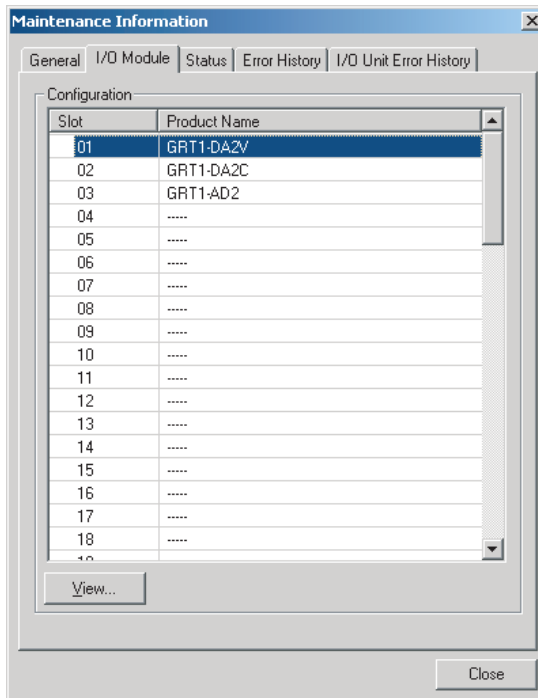 Maintenance Information
General I/O Module Status Error History I/O Unit Error History
Configuration
Slot Product Name
01 GRT1-DA2V
02 GRT1-DA2C
03 GRT1-AD2
04 -----
05 -----
06 -----
07 -----
08 -----
09 -----
10 -----
11 -----
12 -----
13 -----
14 -----
15 -----
16 -----
17 -----
18 -----
View...
Close